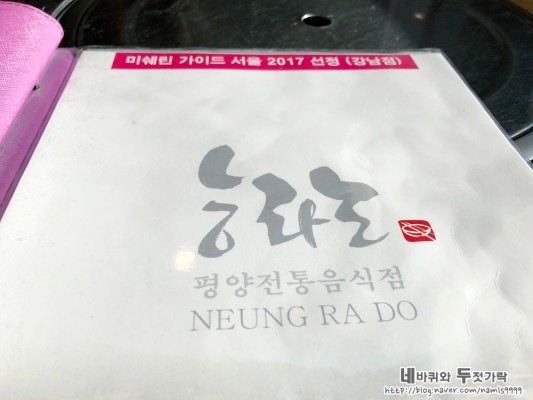 미쉐린 가이드 서울 2017 선정 (강남점)
능라도
평양전통음식점
NEUNG RA DO
네바퀴와 두젓가락
http://blog.naver.com/namis9999